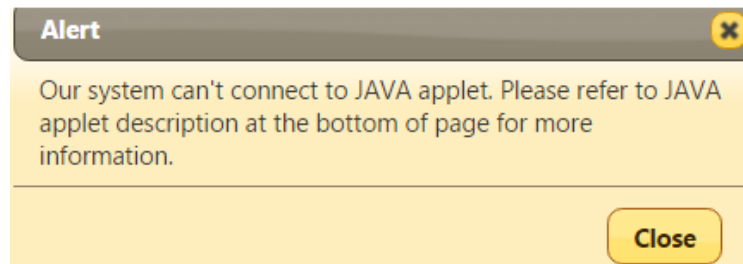 Alert
Our system can't connect to JAVA applet. Please refer to JAVA
applet description at the bottom of page for more
information.
Close